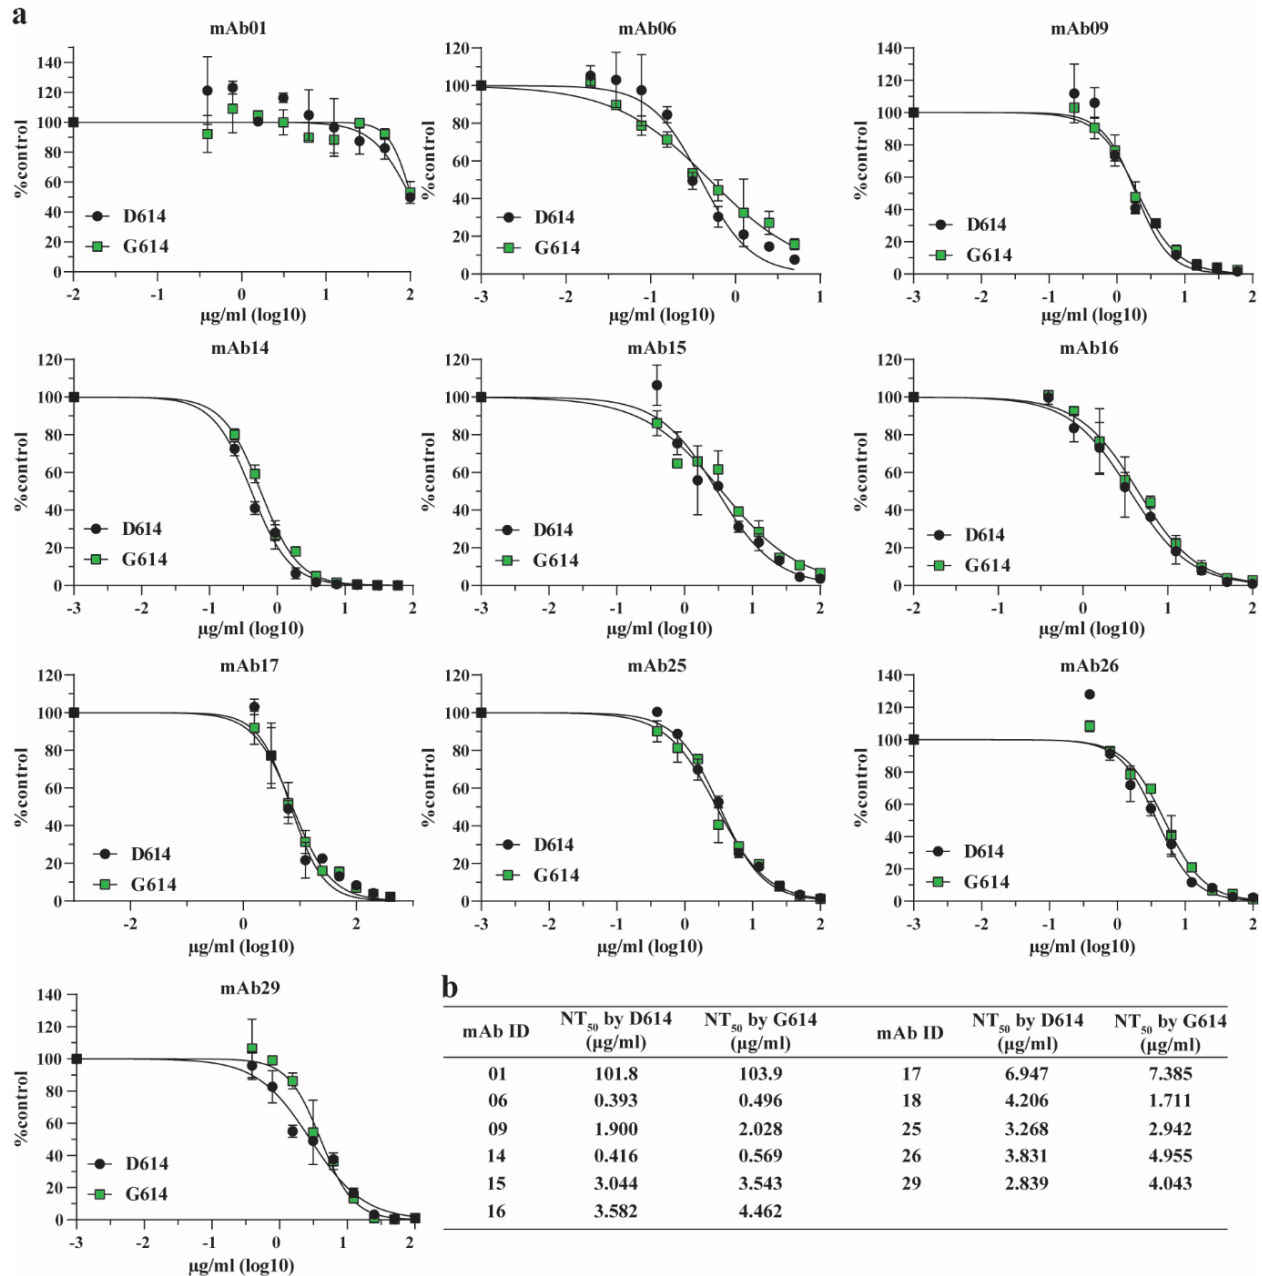 a
mAb01
140
120
100
80
60
40
20
0
%control
D614
G614
-2 -1 0 1 2
µg/ml (log10)
mAb06
120
100
80
60
40
20
0
%control
D614
G614
-3 -2 -1 0 1
µg/ml (log10)
mAb09
140
120
100
80
60
40
20
0
%control
D614
G614
-3 -2 -1 0 1 2
µg/ml (log10)
mAb14
120
100
80
60
40
20
0
%control
D614
G614
-3 -2 -1 0 1 2
µg/ml (log10)
mAb15
120
100
80
60
40
20
0
%control
D614
G614
-3 -2 -1 0 1 2
µg/ml (log10)
mAb16
120
100
80
60
40
20
0
%control
D614
G614
-2 -1 0 1 2
µg/ml (log10)
mAb17
120
100
80
60
40
20
0
%control
D614
G614
-2 0 2
µg/ml (log10)
mAb25
120
100
80
60
40
20
0
%control
D614
G614
-3 -2 -1 0 1 2
µg/ml (log10)
mAb26
140
120
100
80
60
40
20
0
%control
D614
G614
-3 -2 -1 0 1 2
µg/ml (log10)
mAb29
140
120
100
80
60
40
20
0
%control
D614
G614
-3 -2 -1 0 1 2
µg/ml (log10)
b
mAb ID NT50 by D614 (µg/ml) NT50 by G614 (µg/ml) mAb ID NT50 by D614 (µg/ml) NT50 by G614 (µg/ml)
01 101.8 103.9 17 6.947 7.385
06 0.393 0.496 18 4.206 1.711
09 1.900 2.028 25 3.268 2.942
14 0.416 0.569 26 3.831 4.955
15 3.044 3.543 29 2.839 4.043
16 3.582 4.462